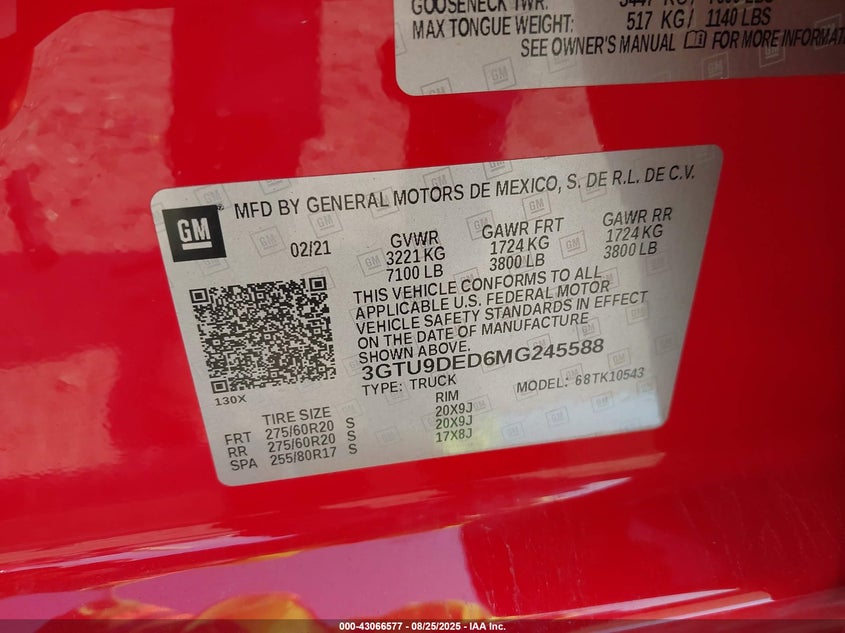 GOOSENECK TWR:
MAX TONGUE WEIGHT: 517 KG/ 1140 LBS
SEE OWNER'S MANUAL FOR MORE INFORMAT
GM
MFD BY GENERAL MOTORS DE MEXICO, S. DE R.L. DE C.V.
02/21 GVWR GAWR FRT GAWR RR
3221 KG 1724 KG 1724 KG
7100 LB 3800 LB 3800 LB
THIS VEHICLE CONFORMS TO ALL
APPLICABLE U.S. FEDERAL MOTOR
VEHICLE SAFETY STANDARDS IN EFFECT
ON THE DATE OF MANUFACTURE
SHOWN ABOVE.
3GTU9DED6MG245588
TYPE: TRUCK MODEL: 68TK10543
130X
TIRE SIZE RIM
FRT 275/60R20 S 20X9J
RR 275/60R20 S 20X9J
SPA 255/80R17 S 17X8J
000-43066577 - 08/25/2025 - IAA Inc.